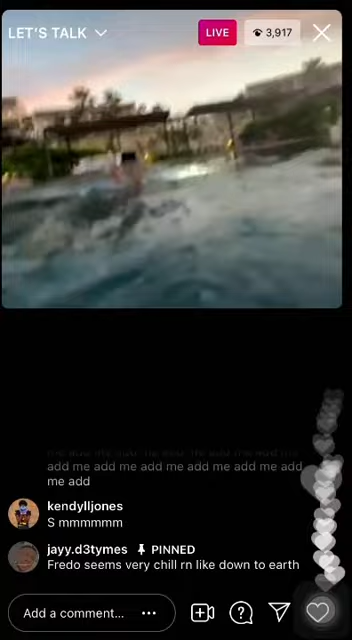 LET'S TALK
LIVE
3,917
add me add me add me add me add me add
me add
kendylljones
S mmmmmm
jayy.d3tymes PINNED
Fredo seems very chill rn like down to earth
Add a comment...